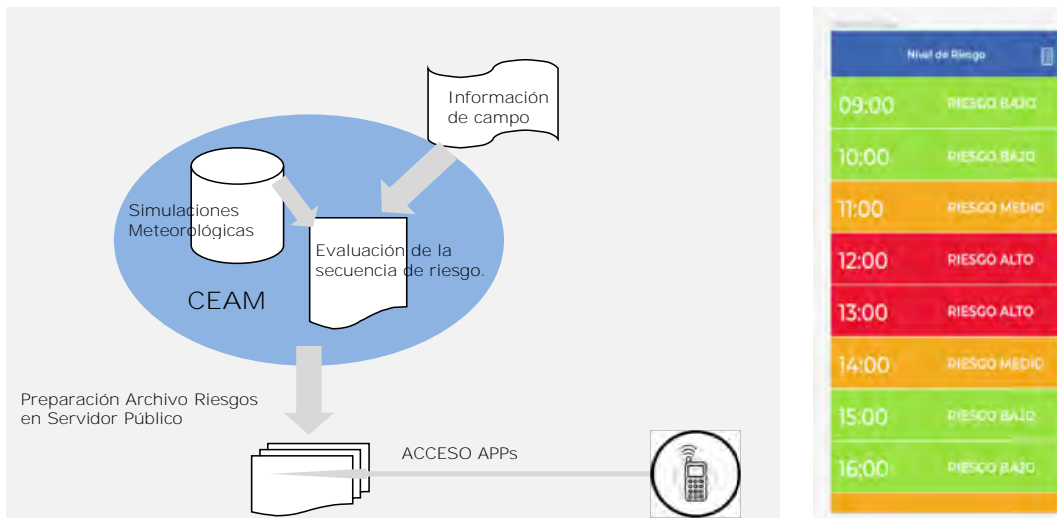 Información
de campo
Simulaciones
Meteorológicas
Evaluación de la
secuencia de riesgo.
CEAM
Preparación Archivo Riesgos
en Servidor Público
ACCESO APPs
Nivel de Riesgo
09:00 RIESGO BAJO
10:00 RIESGO BAJO
11:00 RIESGO MEDIO
12:00 RIESGO ALTO
13:00 RIESGO ALTO
14:00 RIESGO MEDIO
15:00 RIESGO BAJO
16:00 RIESGO BAJO